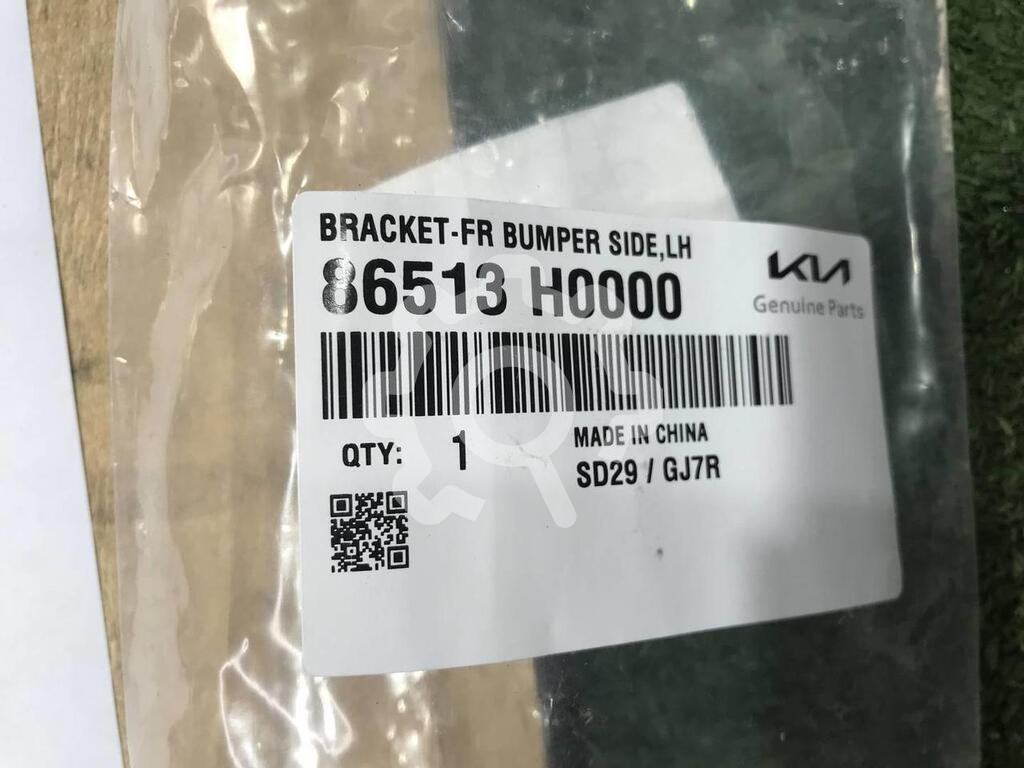 BRACKET-FR BUMPER SIDE,LH
86513 H0000
KIA
Genuine Parts
QTY: 1
MADE IN CHINA
SD29 / GJ7R